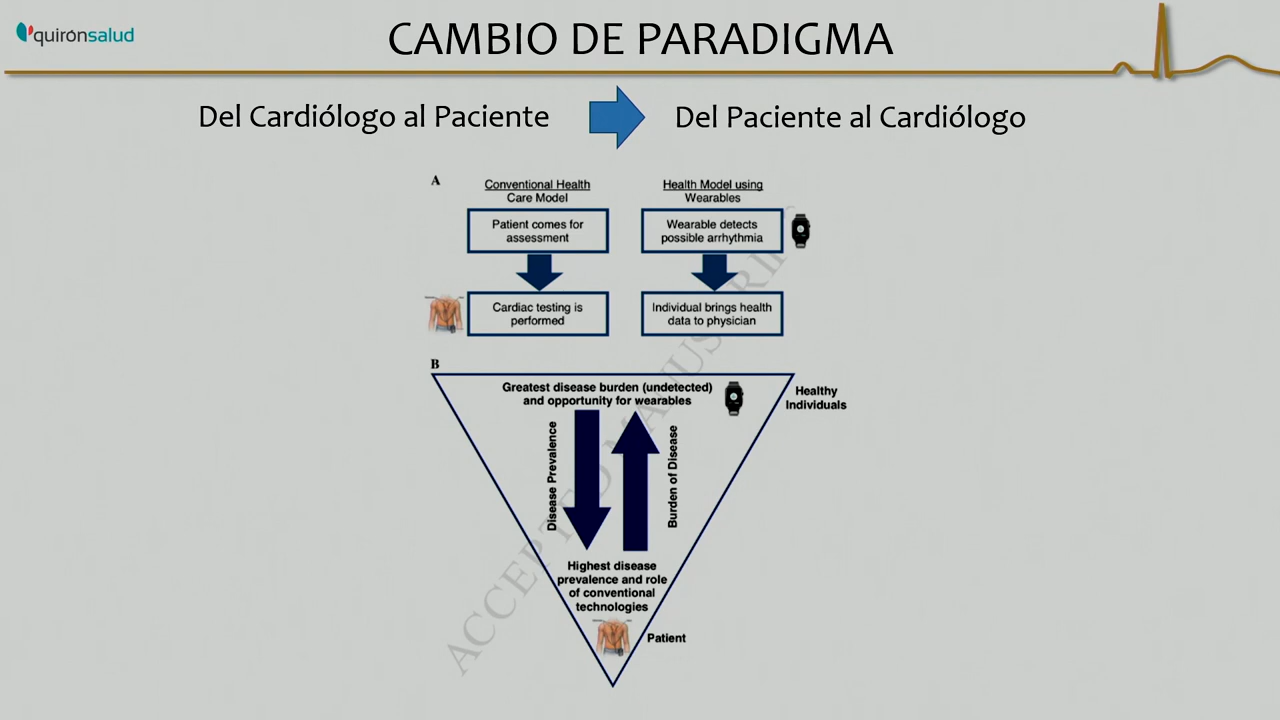 quirónsalud
CAMBIO DE PARADIGMA
Del Cardiólogo al Paciente
Del Paciente al Cardiólogo
A
Conventional Health
Care Model
Patient comes for
assessment
Cardiac testing is
performed
Health Model using
Wearables
Wearable detects
possible arrhythmia
Individual brings health
data to physician
B
Greatest disease burden (undetected)
and opportunity for wearables
Healthy
Individuals
Disease Prevalence
Burden of Disease
Highest disease
prevalence and role
of conventional
technologies
Patient
ACCEPTED MANUSCRIPT